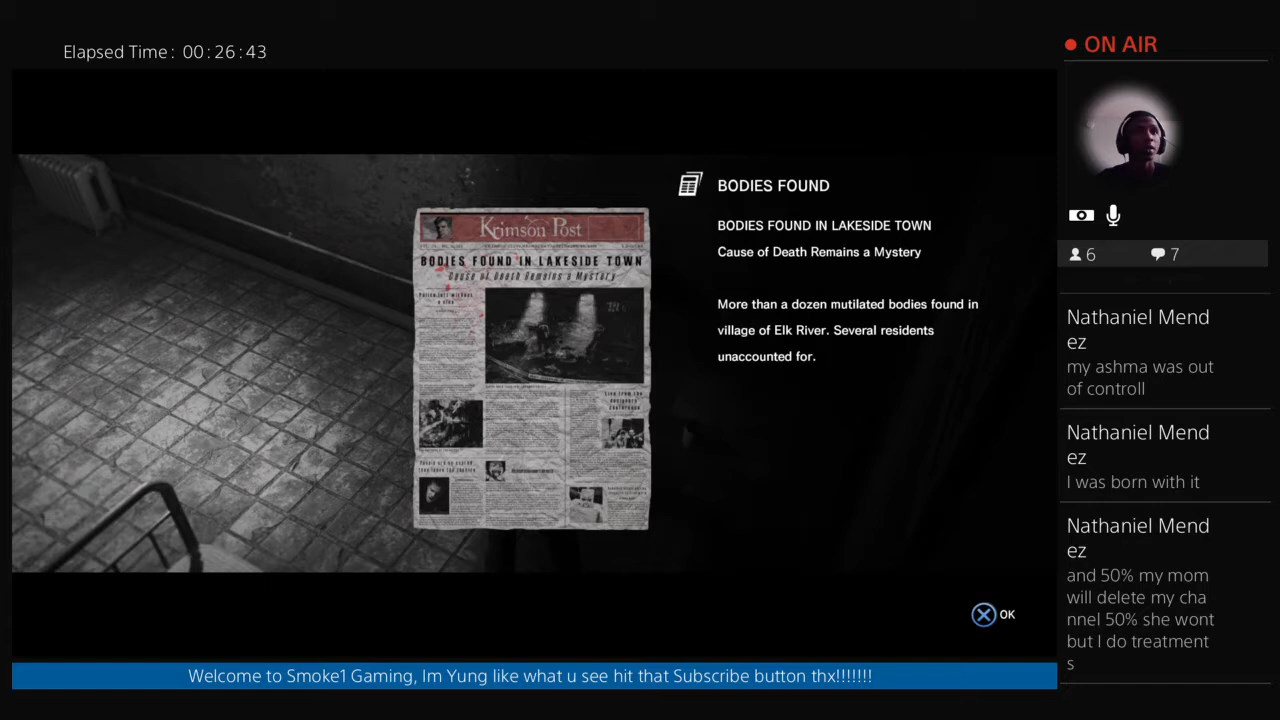 Elapsed Time: 00:26:43
ON AIR
6
7
Krimson Post
BODIES FOUND IN LAKESIDE TOWN
Cause of Death Remains a Mystery
BODIES FOUND
BODIES FOUND IN LAKESIDE TOWN
Cause of Death Remains a Mystery
More than a dozen mutilated bodies found in
village of Elk River. Several residents
unaccounted for.
OK
Nathaniel Mend
ez
my ashma was out
of controll
Nathaniel Mend
ez
I was born with it
Nathaniel Mend
ez
and 50% my mom
will delete my cha
nnel 50% she wont
but I do treatment
s
Welcome to Smoke1 Gaming, Im Yung like what u see hit that Subscribe button thx!!!!!!!